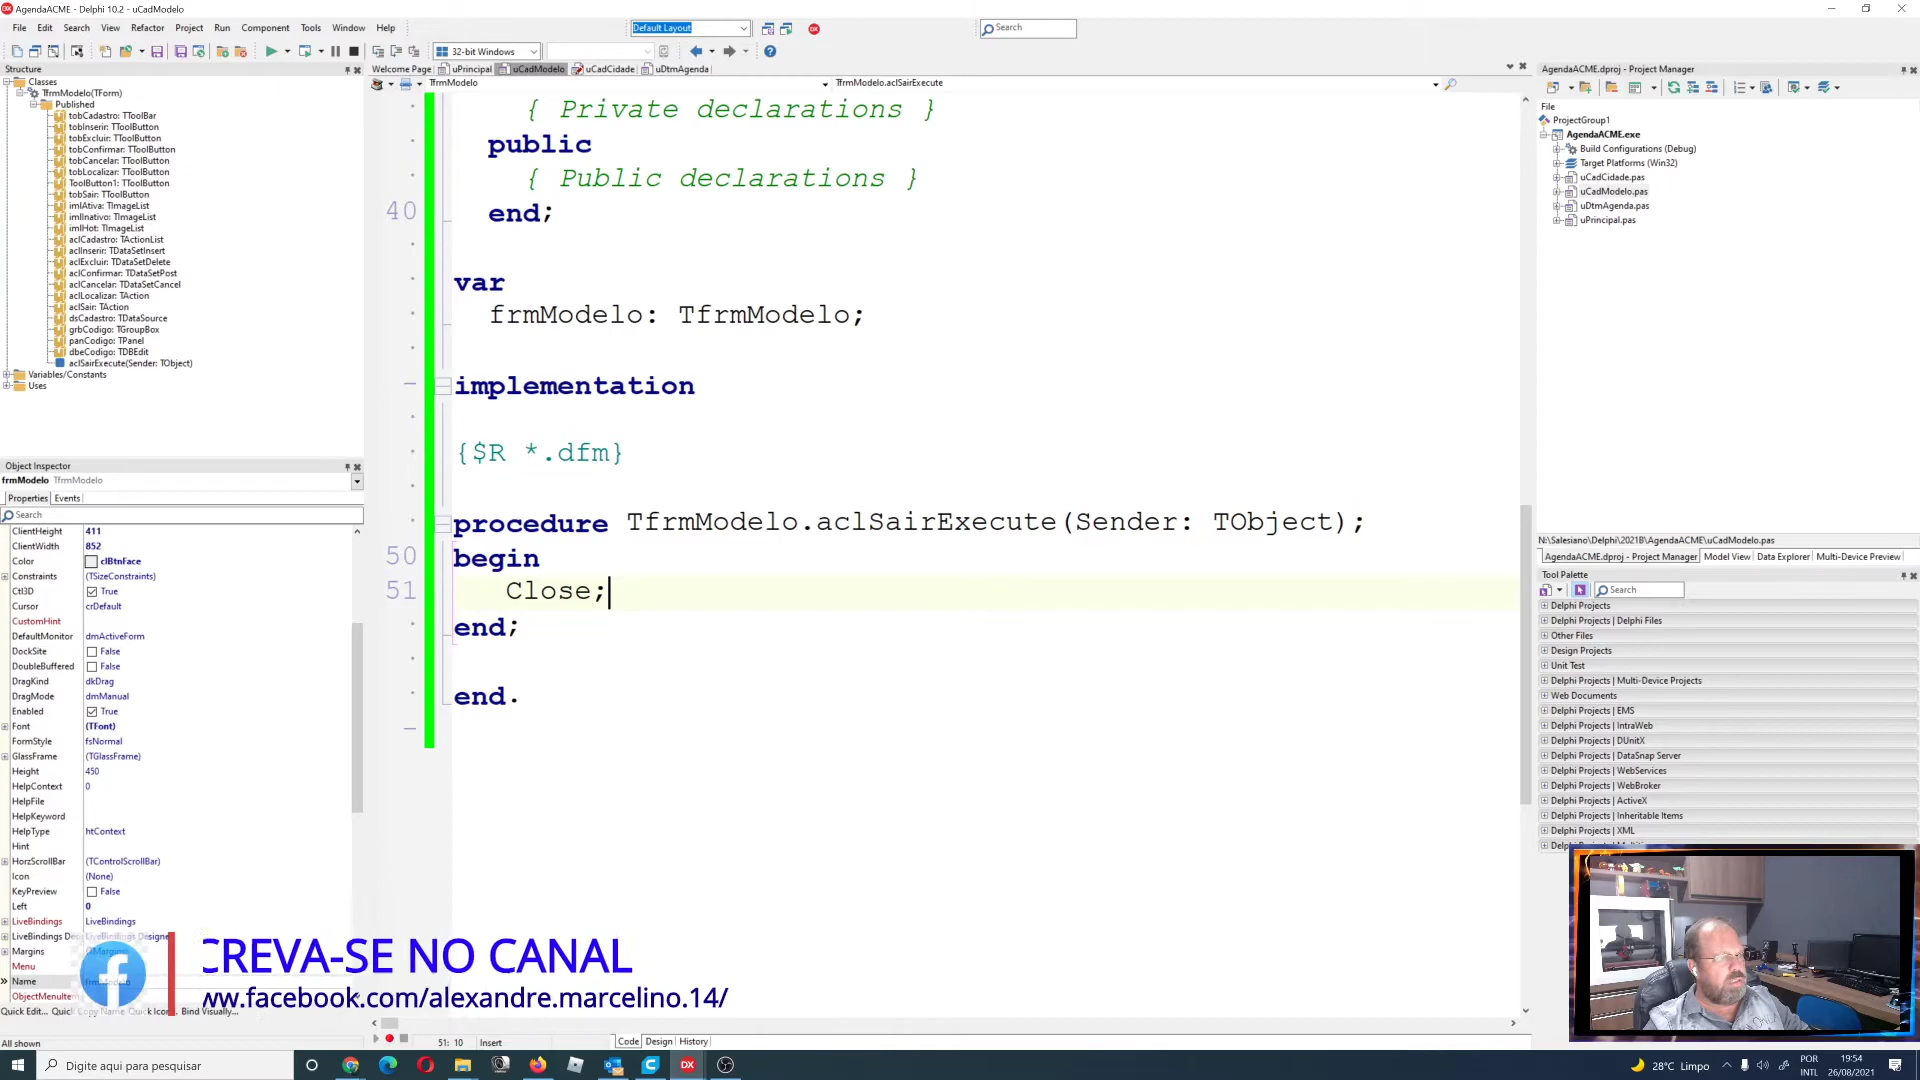 AgendaACME - Delphi 10.2 - uCadModelo
File Edit Search View Refactor Project Run Component Tools Window Help
Default Layout
Search
32-bit Windows
Structure
Welcome Page uPrincipal uCadModelo uCadCidade uDtmAgenda
TfrmModelo TfrmModelo.aclSairExecute
Classes
TfrmModelo(TForm)
Published
tobCadastro: TToolBar
tobInserir: TToolButton
tobExcluir: TToolButton
tobConfirmar: TToolButton
tobCancelar: TToolButton
tobLocalizar: TToolButton
ToolButton1: TToolButton
tobSair: TToolButton
imlAtiva: TImageList
imlInativo: TImageList
imlHot: TImageList
aclCadastro: TActionList
aclInserir: TDataSetInsert
aclExcluir: TDataSetDelete
aclConfirmar: TDataSetPost
aclCancelar: TDataSetCancel
aclLocalizar: TAction
aclSair: TAction
dsCadastro: TDataSource
grbCodigo: TGroupBox
panCodigo: TPanel
dbeCodigo: TDBEdit
aclSairExecute(Sender: TObject)
Variables/Constants
Uses
Object Inspector
frmModelo TfrmModelo
Properties Events
Search
ClientHeight 411
ClientWidth 852
Color clBtnFace
Constraints (TSizeConstraints)
Ctl3D True
Cursor crDefault
CustomHint
DefaultMonitor dmActiveForm
DockSite False
DoubleBuffered False
DragKind dkDrag
DragMode dmManual
Enabled True
Font (TFont)
FormStyle fsNormal
GlassFrame (TGlassFrame)
Height 450
HelpContext 0
HelpFile
HelpKeyword
HelpType htContext
Hint
HorzScrollBar (TControlScrollBar)
Icon (None)
KeyPreview False
Left 0
LiveBindings LiveBindings
LiveBindings Designe
Margins
Menu
Name
ObjectMenuItem
Bind Visually...
All shown
{ Private declarations }
public
{ Public declarations }
40 end;
var
frmModelo: TfrmModelo;
implementation
{$R *.dfm}
procedure TfrmModelo.aclSairExecute(Sender: TObject);
50 begin
51 Close;
end;
end.
51: 10 Insert Code Design History
CREVA-SE NO CANAL
ww.facebook.com/alexandre.marcelino.14/
AgendaACME.dproj - Project Manager
File
ProjectGroup1
AgendaACME.exe
Build Configurations (Debug)
Target Platforms (Win32)
uCadCidade.pas
uCadModelo.pas
uDtmAgenda.pas
uPrincipal.pas
N:\Salesiano\Delphi\2021B\AgendaACME\uCadModelo.pas
AgendaACME.dproj - Project Manager Model View Data Explorer Multi-Device Preview
Tool Palette
Search
Delphi Projects
Delphi Projects | Delphi Files
Other Files
Design Projects
Unit Test
Delphi Projects | Multi-Device Projects
Web Documents
Delphi Projects | EMS
Delphi Projects | IntraWeb
Delphi Projects | DUnitX
Delphi Projects | DataSnap Server
Delphi Projects | WebServices
Delphi Projects | WebBroker
Delphi Projects | ActiveX
Delphi Projects | Inheritable Items
Delphi Projects | XML
Digite aqui para pesquisar
28°C Limpo
POR
INTL
19:54
26/08/2021